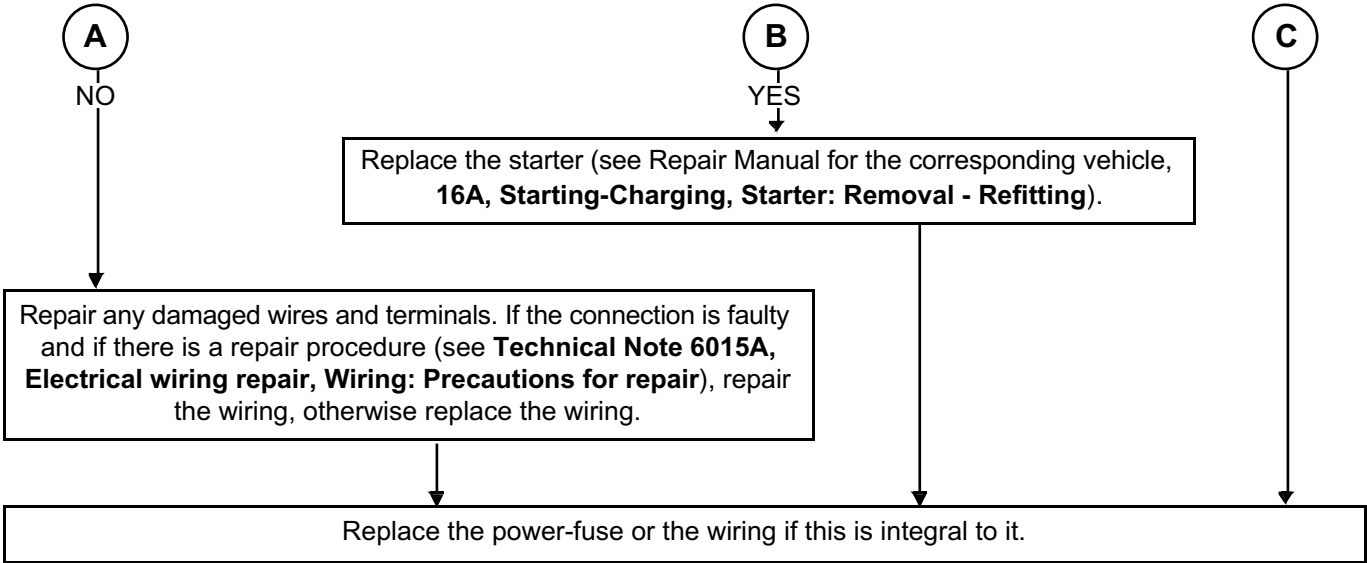 A
B
C
NO
YES
Replace the starter (see Repair Manual for the corresponding vehicle,
16A, Starting-Charging, Starter: Removal - Refitting).
Repair any damaged wires and terminals. If the connection is faulty
and if there is a repair procedure (see Technical Note 6015A,
Electrical wiring repair, Wiring: Precautions for repair), repair
the wiring, otherwise replace the wiring.
Replace the power-fuse or the wiring if this is integral to it.